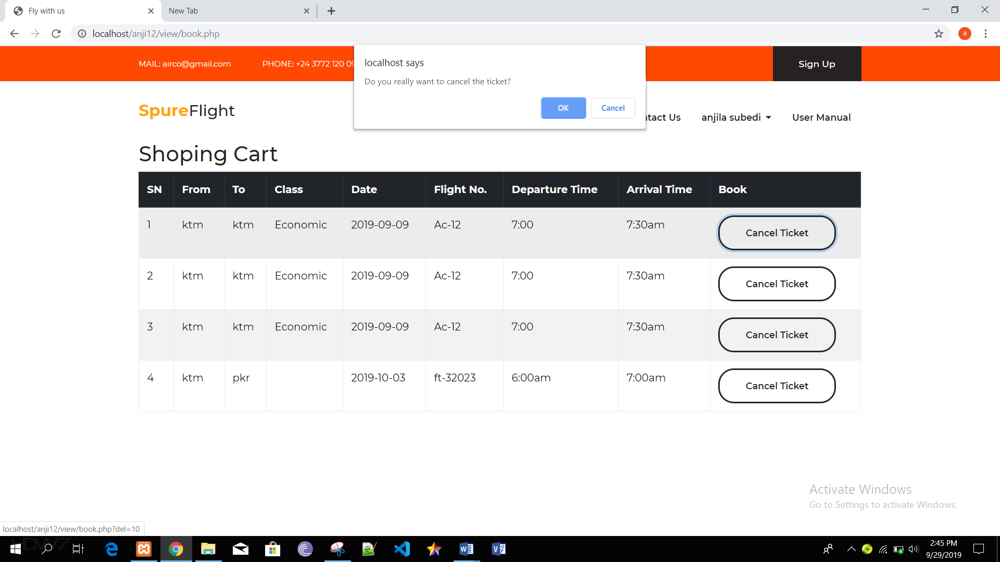 Fly with us
New Tab
localhost/anji12/view/book.php
a
MAIL: airco@gmail.com
PHONE: +24 3772 120 09
Sign Up
localhost says
Do you really want to cancel the ticket?
OK
Cancel
SpureFlight
tact Us
anjila subedi
User Manual
Shoping Cart
SN From To Class Date Flight No. Departure Time Arrival Time Book
1 ktm ktm Economic 2019-09-09 Ac-12 7:00 7:30am Cancel Ticket
2 ktm ktm Economic 2019-09-09 Ac-12 7:00 7:30am Cancel Ticket
3 ktm ktm Economic 2019-09-09 Ac-12 7:00 7:30am Cancel Ticket
4 ktm pkr 2019-10-03 ft-32023 6:00am 7:00am Cancel Ticket
Activate Windows
Go to Settings to activate Windows.
localhost/anji12/view/book.php?del=10
HDW7
2:45 PM
9/29/2019